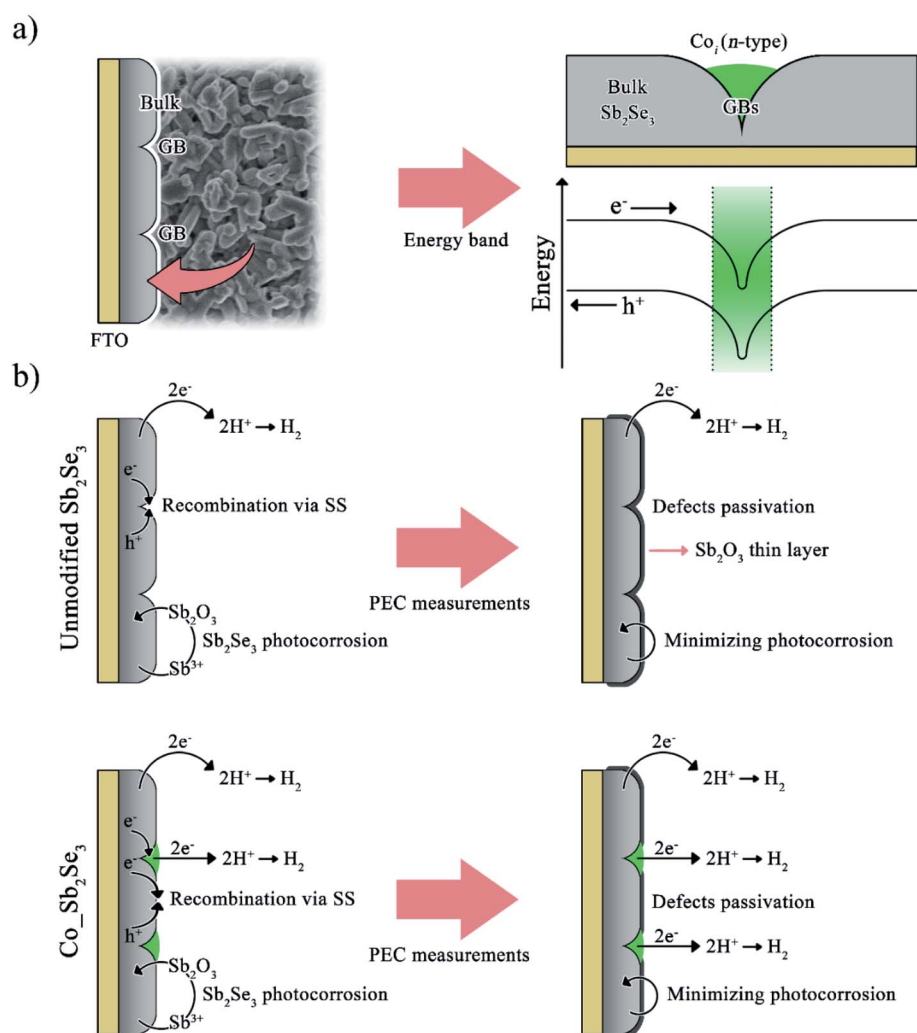 a)
Bulk
GB
GB
FTO
Energy band
Co𝑖 (n-type)
Bulk
Sb₂Se₃
GBs
Energy
e⁻
h⁺
b)
Unmodified Sb₂Se₃
2e⁻
2H⁺ → H₂
e⁻
Recombination via SS
h⁺
Sb₂O₃
Sb₂Se₃ photocorrosion
Sb³⁺
PEC measurements
2e⁻
2H⁺ → H₂
Defects passivation
Sb₂O₃ thin layer
Minimizing photocorrosion
Co_Sb₂Se₃
2e⁻
2H⁺ → H₂
e⁻
2e⁻
2H⁺ → H₂
e⁻
Recombination via SS
h⁺
Sb₂O₃
Sb₂Se₃ photocorrosion
Sb³⁺
PEC measurements
2e⁻
2H⁺ → H₂
2e⁻
2H⁺ → H₂
Defects passivation
2e⁻
2H⁺ → H₂
Minimizing photocorrosion